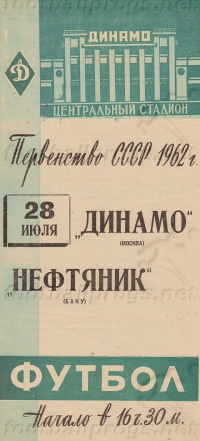 ДИНАМО
Д
ЦЕНТРАЛЬНЫЙ СТАДИОН
Первенство СССР 1962 г.
28
ИЮЛЯ
„ДИНАМО"
(МОСКВА)
„НЕФТЯНИК"
(БАКУ)
ФУТБОЛ
Начало в 16 ч. 30 м.